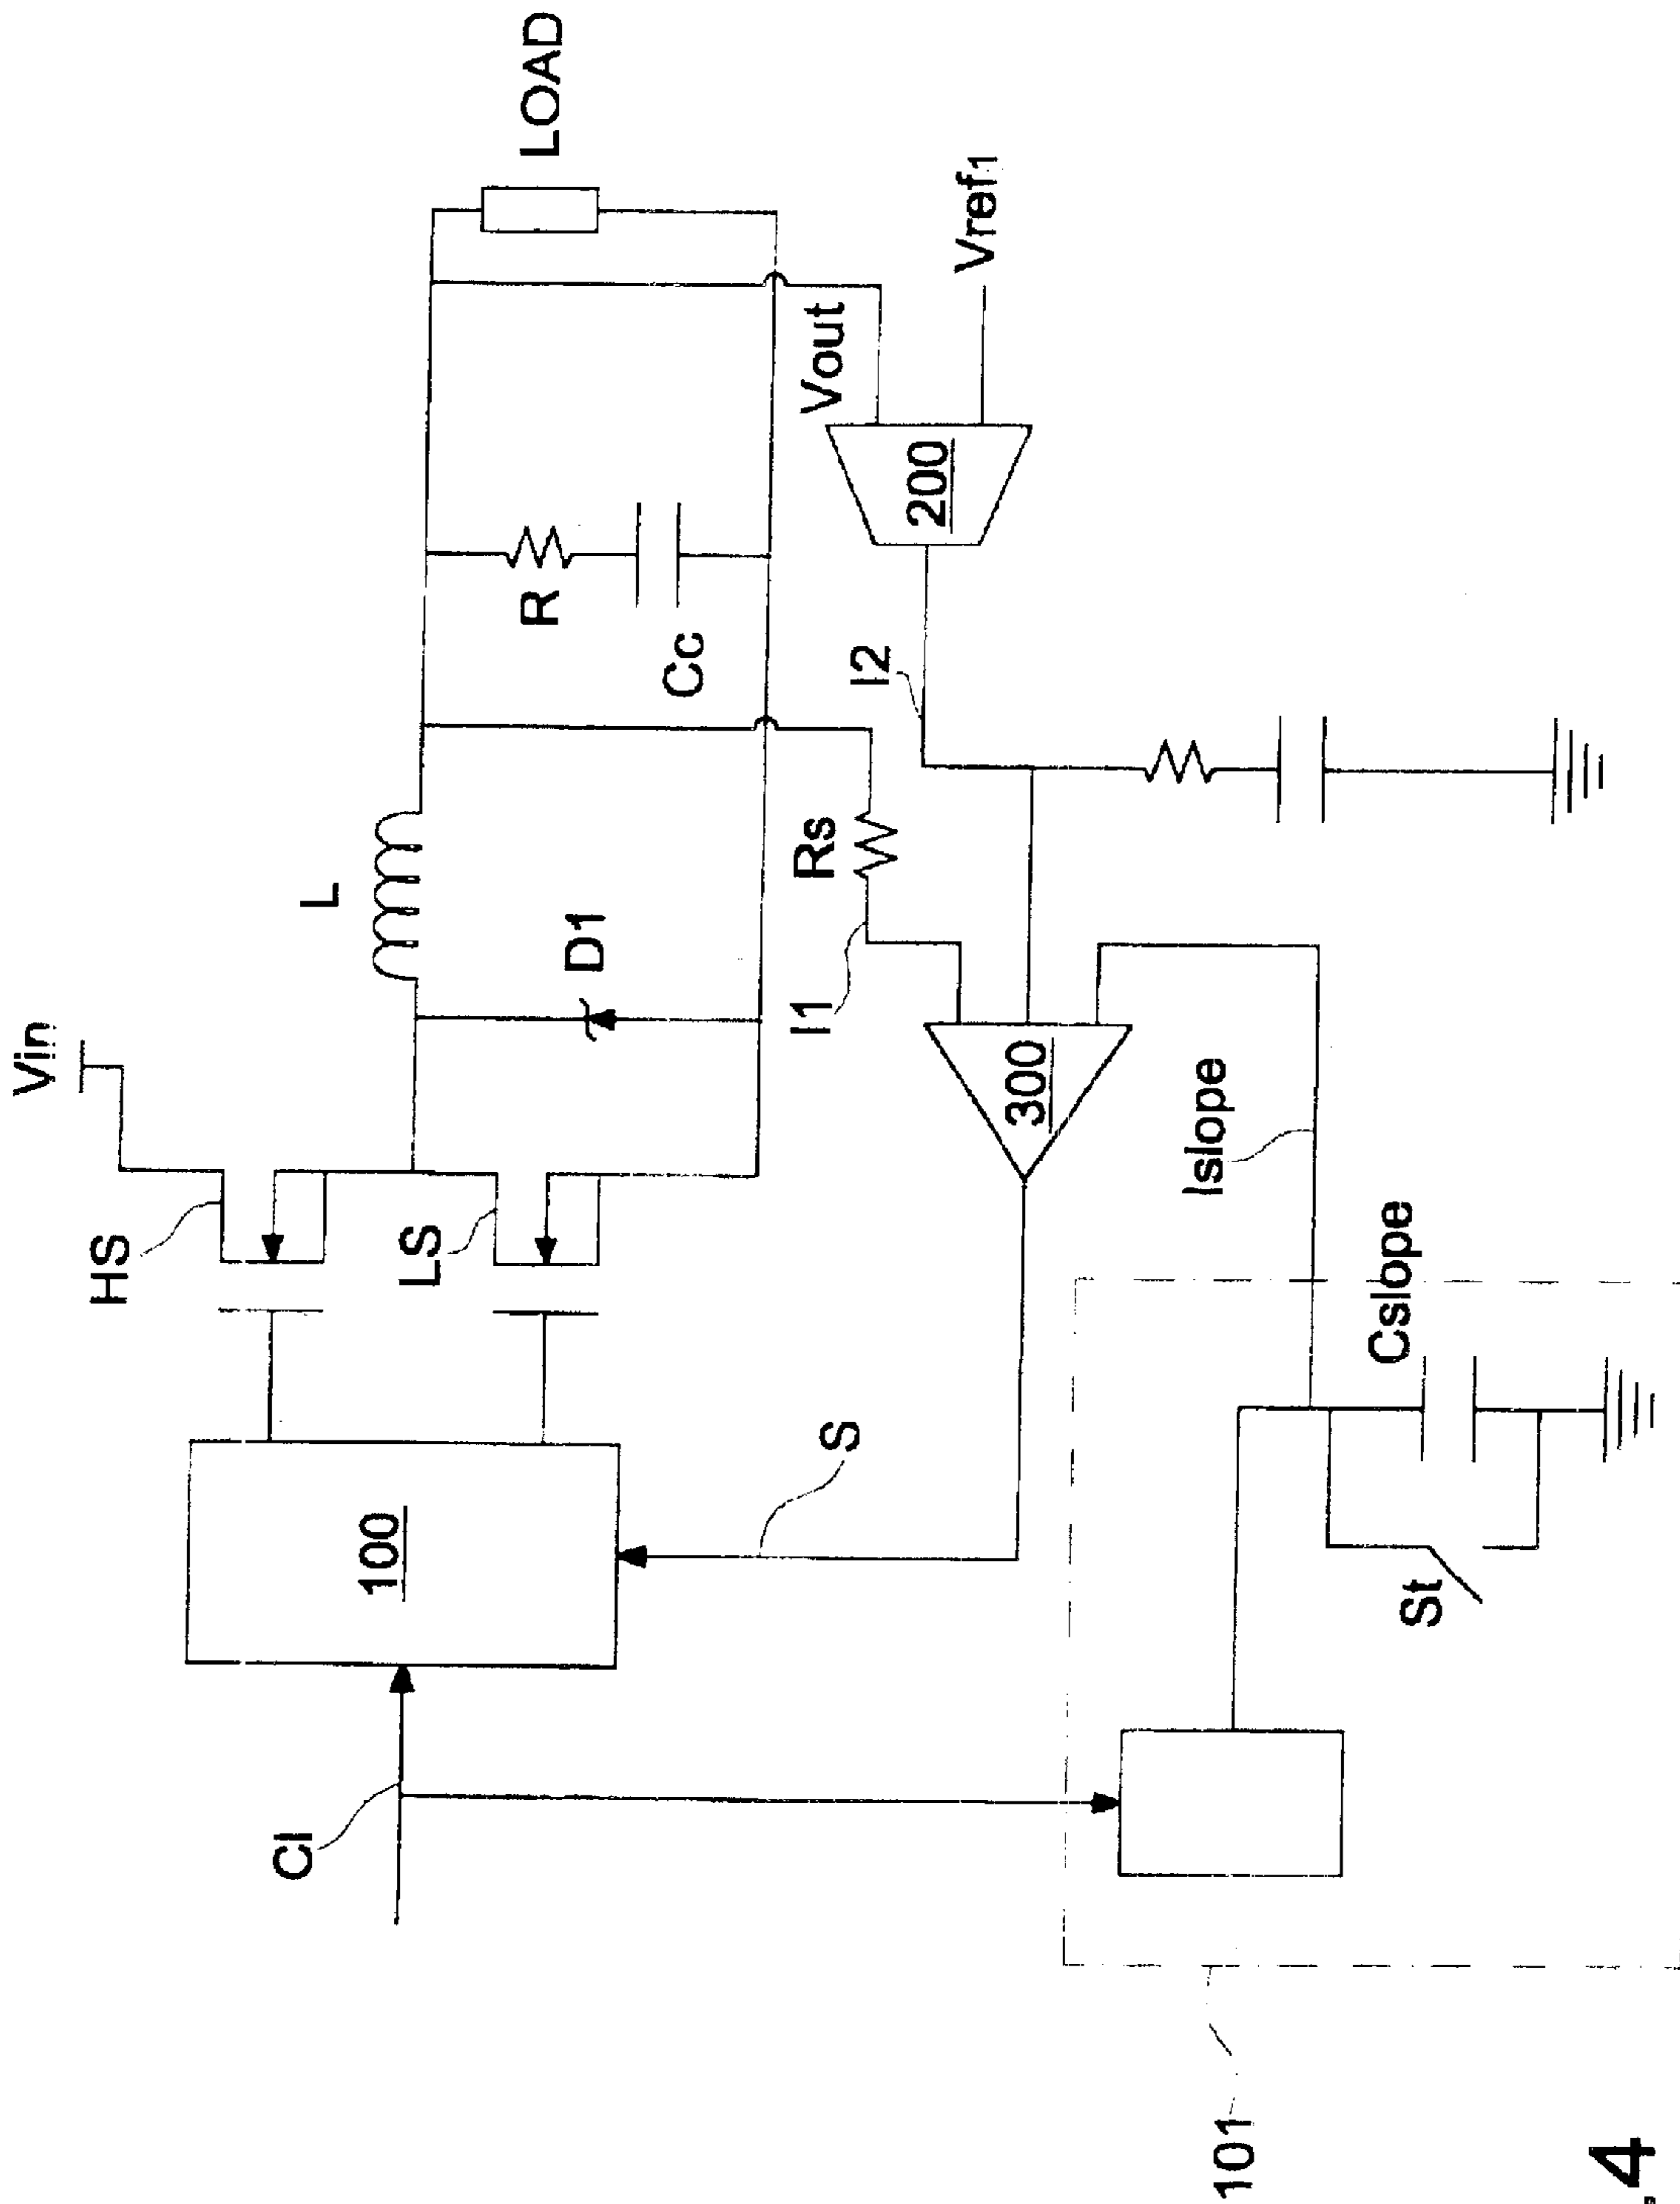 Vin
HS
LS
L
D1
R
Cc
LOAD
100
Cl
S
Rs
I1
I2
Vout
200
Vref1
300
Islope
Cslope
St
101
.4